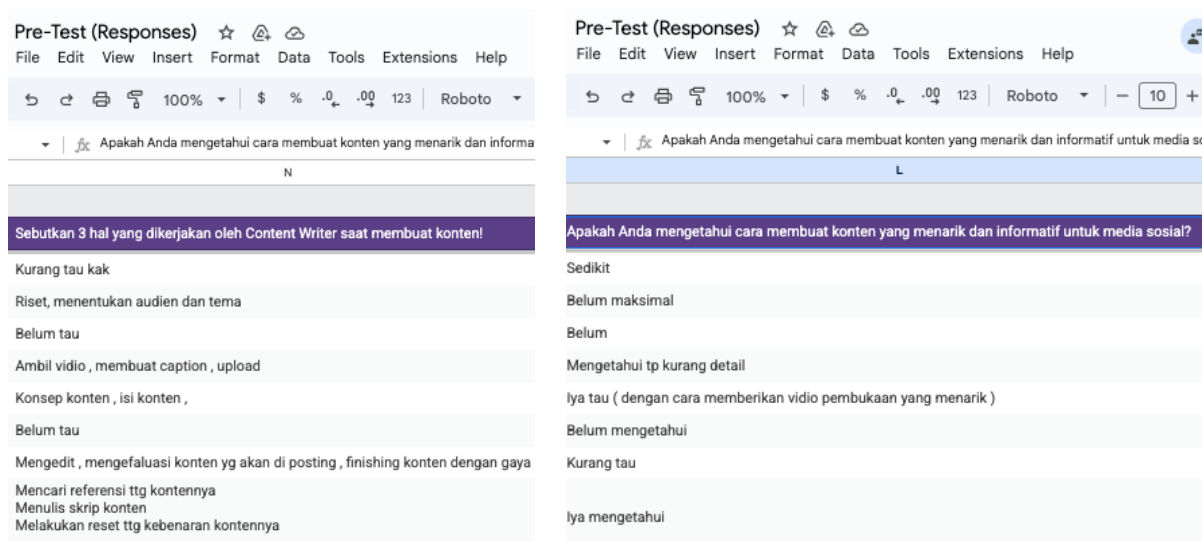 Pre-Test (Responses)
File Edit View Insert Format Data Tools Extensions Help
100% $ % .0 .00 123 Roboto
fx Apakah Anda mengetahui cara membuat konten yang menarik dan informa
N
Sebutkan 3 hal yang dikerjakan oleh Content Writer saat membuat konten!
Kurang tau kak
Riset, menentukan audien dan tema
Belum tau
Ambil vidio , membuat caption , upload
Konsep konten , isi konten ,
Belum tau
Mengedit , mengefaluasi konten yg akan di posting , finishing konten dengan gaya
Mencari referensi ttg kontennya
Menulis skrip konten
Melakukan reset ttg kebenaran kontennya
Pre-Test (Responses)
File Edit View Insert Format Data Tools Extensions Help
100% $ % .0 .00 123 Roboto − 10 +
fx Apakah Anda mengetahui cara membuat konten yang menarik dan informatif untuk media so
L
Apakah Anda mengetahui cara membuat konten yang menarik dan informatif untuk media sosial?
Sedikit
Belum maksimal
Belum
Mengetahui tp kurang detail
Iya tau ( dengan cara memberikan vidio pembukaan yang menarik )
Belum mengetahui
Kurang tau
Iya mengetahui